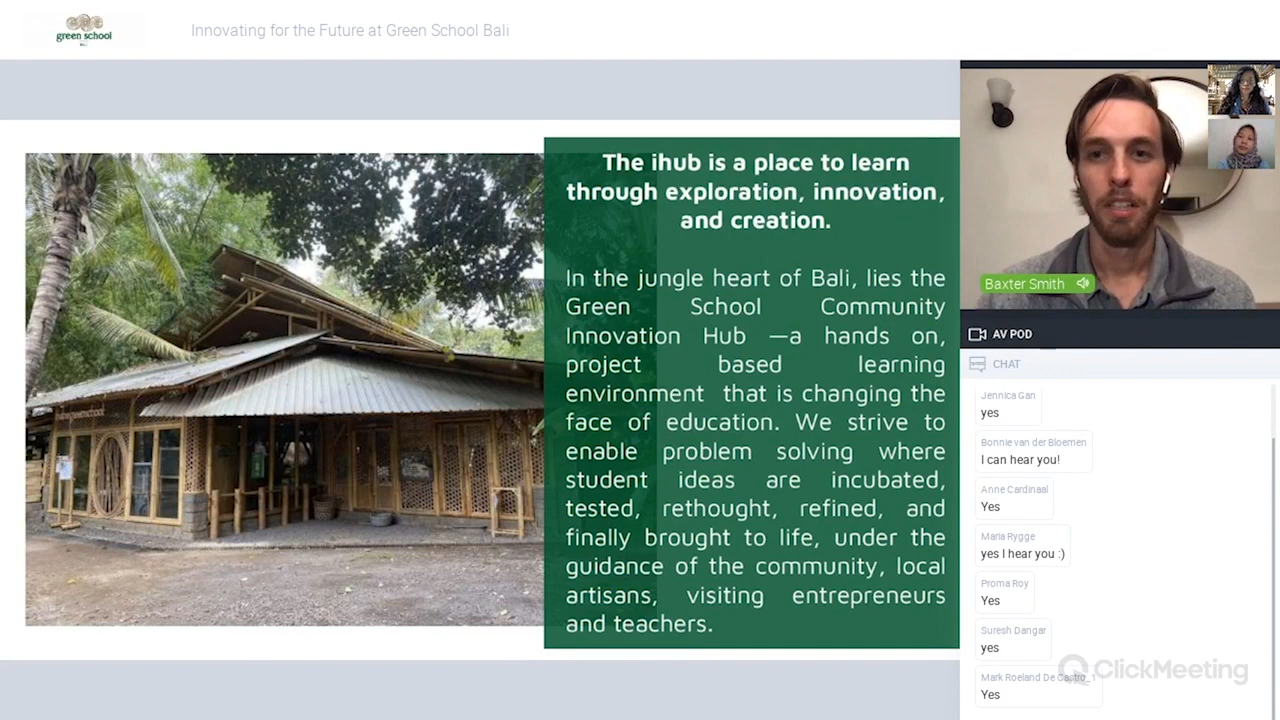 green school
Innovating for the Future at Green School Bali
The ihub is a place to learn
through exploration, innovation,
and creation.
In the jungle heart of Bali, lies the
Green School Community
Innovation Hub —a hands on,
project based learning
environment that is changing the
face of education. We strive to
enable problem solving where
student ideas are incubated,
tested, rethought, refined, and
finally brought to life, under the
guidance of the community, local
artisans, visiting entrepreneurs
and teachers.
Baxter Smith
AV POD
CHAT
Jennica Gan
yes
Bonnie van der Bloemen
I can hear you!
Anne Cardinaal
Yes
Maria Rygge
yes I hear you :)
Proma Roy
Yes
Suresh Dangar
yes
Mark Roeland De Castro_1
Yes
ClickMeeting